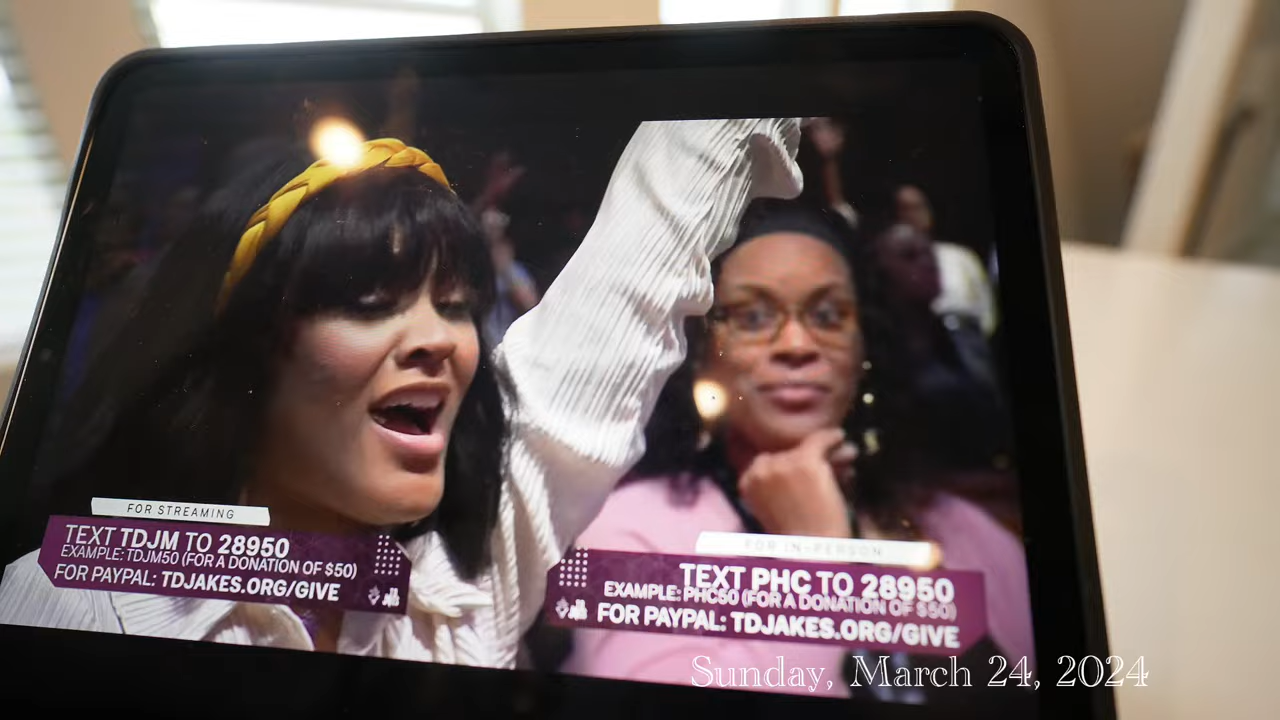 FOR STREAMING
TEXT TDJM TO 28950
EXAMPLE: TDJM50 (FOR A DONATION OF $50)
FOR PAYPAL: TDJAKES.ORG/GIVE
FOR IN-PERSON
TEXT PHC TO 28950
EXAMPLE: PHC50 (FOR A DONATION OF $50)
FOR PAYPAL: TDJAKES.ORG/GIVE
Sunday, March 24, 2024